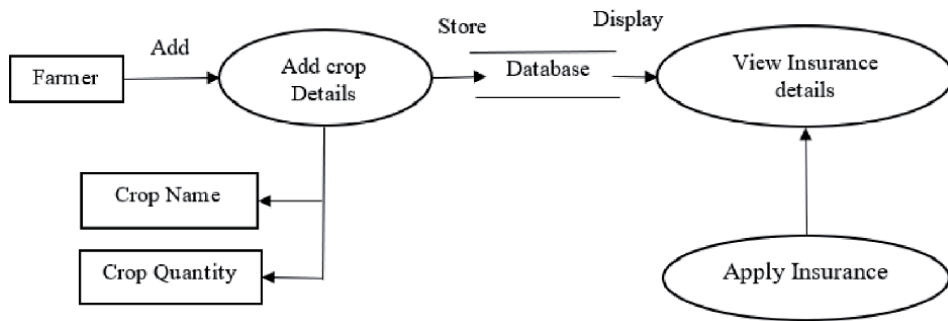 Store
Display
Add
Farmer
Add crop
Details
Database
View Insurance
details
Crop Name
Crop Quantity
Apply Insurance